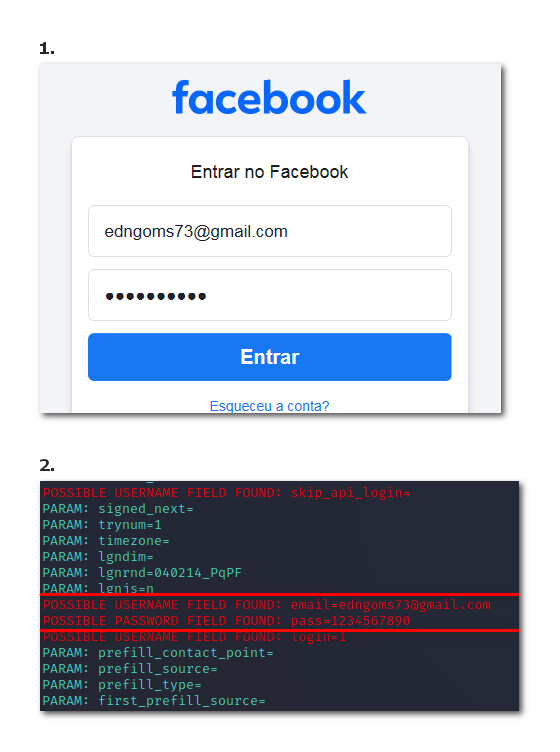 1.
facebook
Entrar no Facebook
edngoms73@gmail.com
●●●●●●●●●●
Entrar
Esqueceu a conta?
2.
POSSIBLE USERNAME FIELD FOUND: skip_api_login=
PARAM: signed_next=
PARAM: trynum=1
PARAM: timezone=
PARAM: lgndim=
PARAM: lgnrnd=040214_PqPF
PARAM: lgnjs=n
POSSIBLE USERNAME FIELD FOUND: email=edngoms73@gmail.com
POSSIBLE PASSWORD FIELD FOUND: pass=1234567890
POSSIBLE USERNAME FIELD FOUND: login=1
PARAM: prefill_contact_point=
PARAM: prefill_source=
PARAM: prefill_type=
PARAM: first_prefill_source=